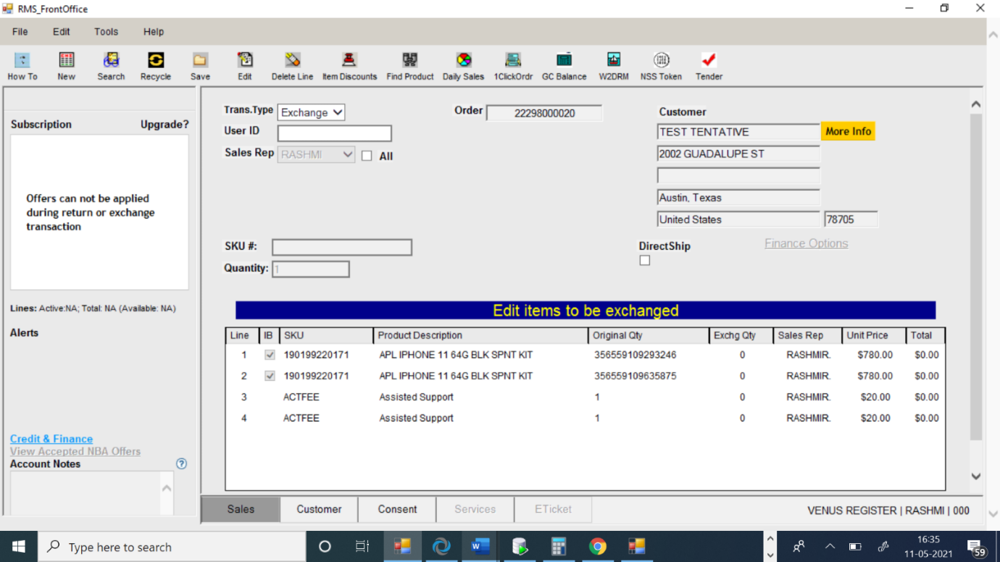 RMS_FrontOffice
File Edit Tools Help
How To New Search Recycle Save Edit Delete Line Item Discounts Find Product Daily Sales 1ClickOrdr GC Balance W2DRM NSS Token Tender
Subscription Upgrade?
Offers can not be applied
during return or exchange
transaction
Lines: Active:NA; Total: NA (Available: NA)
Alerts
Credit & Finance
View Accepted NBA Offers
Account Notes ?
Trans.Type Exchange Order 22298000020
User ID
Sales Rep RASHMI All
Customer
TEST TENTATIVE More Info
2002 GUADALUPE ST
Austin, Texas
United States 78705
SKU #:
Quantity: 1
DirectShip Finance Options
Edit items to be exchanged
Line IB SKU Product Description Original Qty Exchg Qty Sales Rep Unit Price Total
1 190199220171 APL IPHONE 11 64G BLK SPNT KIT 356559109293246 0 RASHMIR. $780.00 $0.00
2 190199220171 APL IPHONE 11 64G BLK SPNT KIT 356559109635875 0 RASHMIR. $780.00 $0.00
3 ACTFEE Assisted Support 1 0 RASHMIR. $20.00 $0.00
4 ACTFEE Assisted Support 1 0 RASHMIR. $20.00 $0.00
Sales Customer Consent Services ETicket VENUS REGISTER | RASHMI | 000
Type here to search
16:35
11-05-2021
59